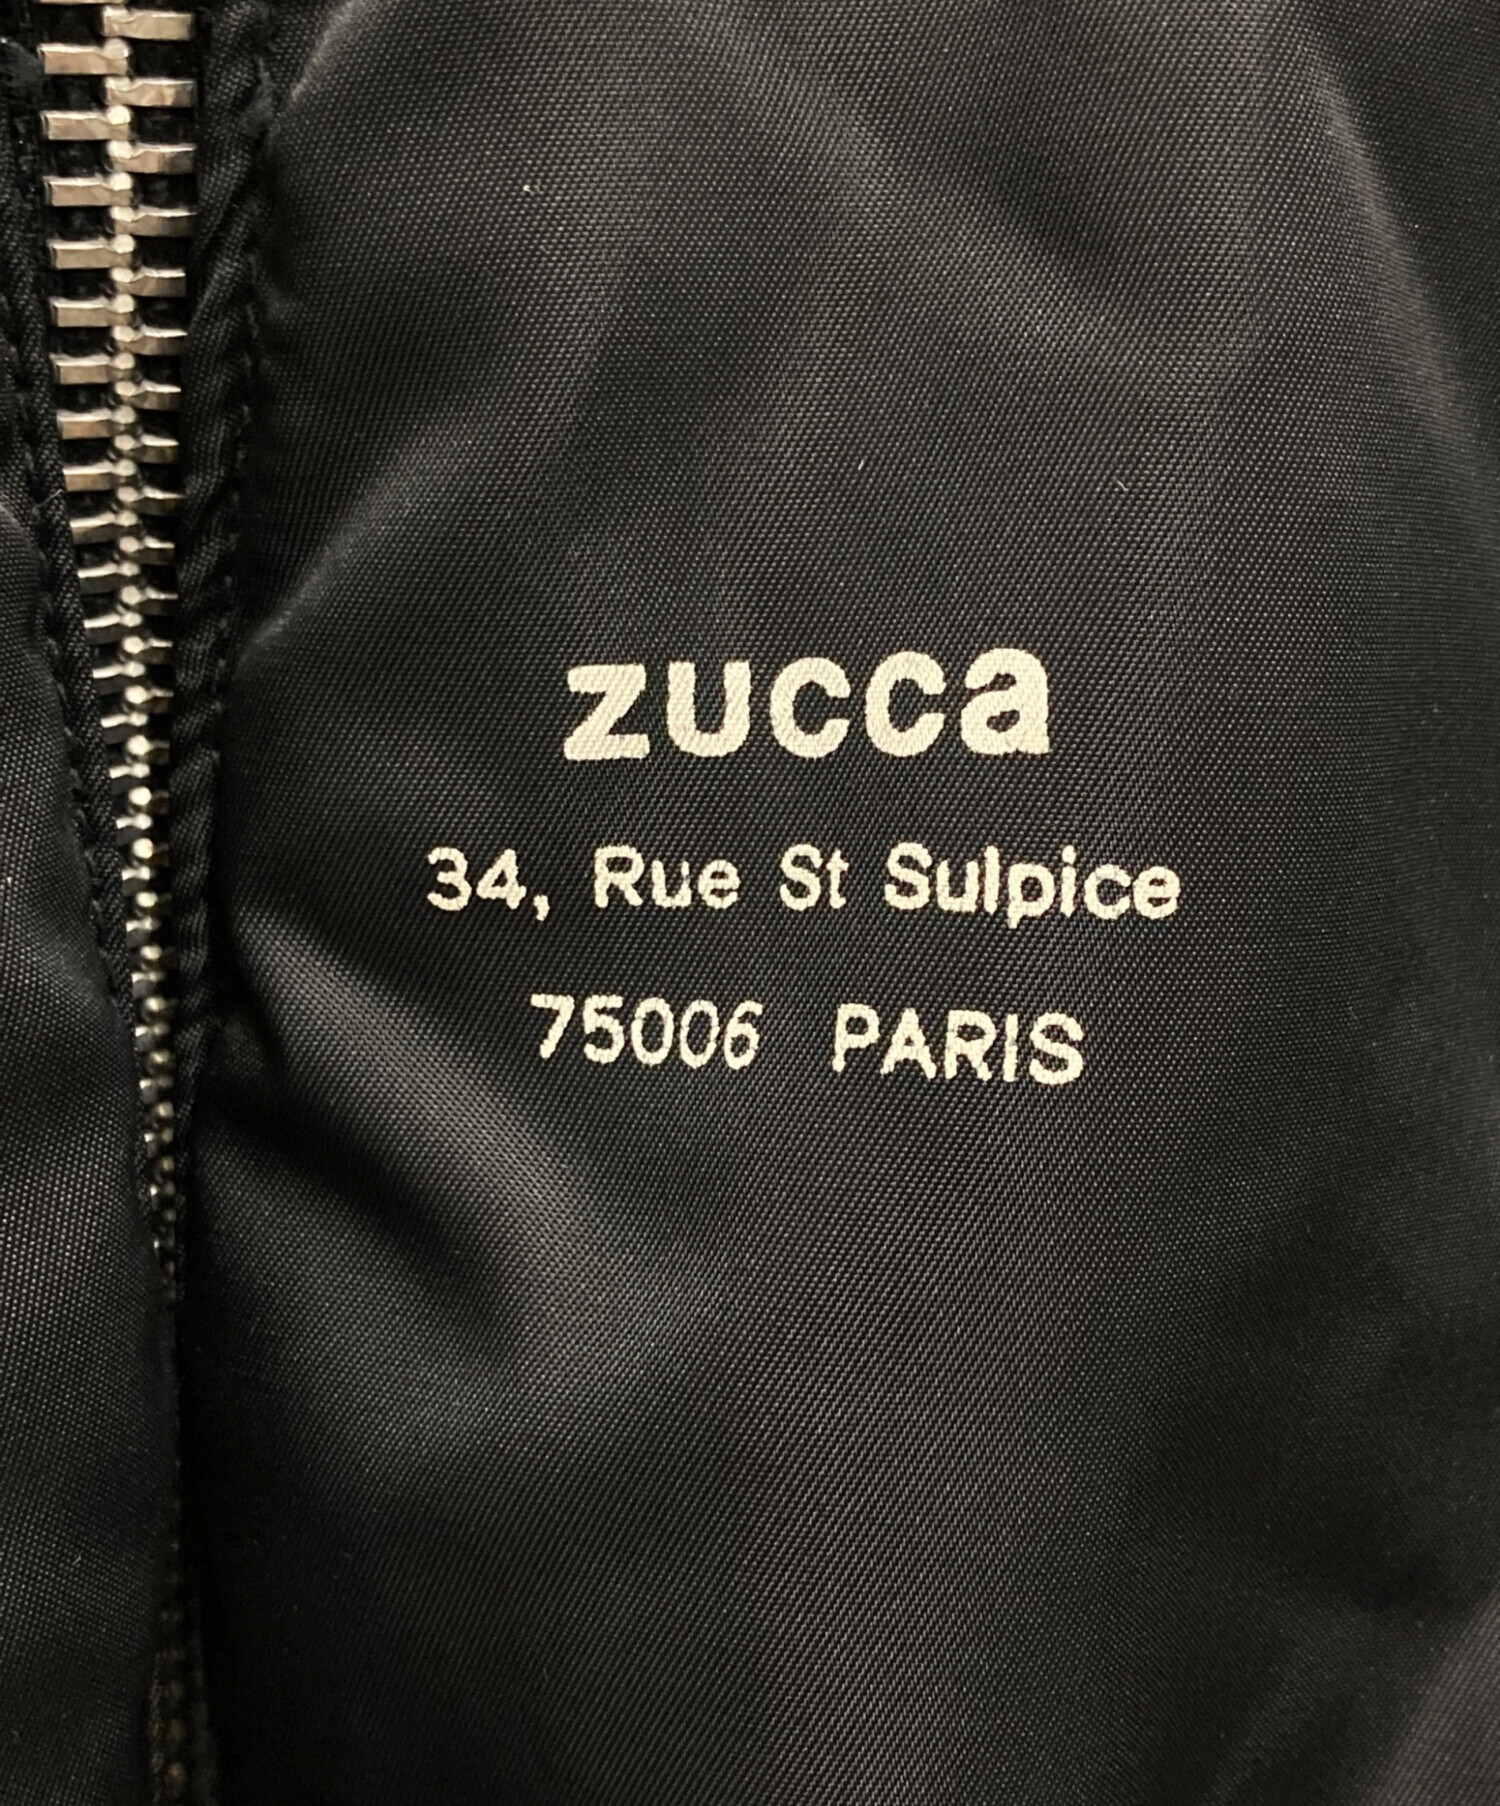 zucca
34, Rue St Sulpice
75006 PARIS